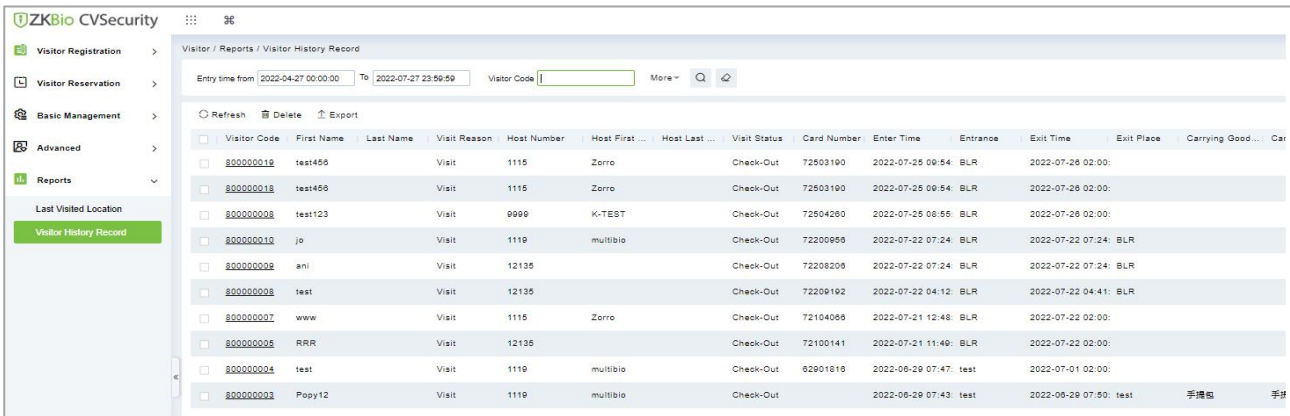 ZKBio CVSecurity
Visitor Registration
Visitor Reservation
Basic Management
Advanced
Reports
Last Visited Location
Visitor History Record
Visitor / Reports / Visitor History Record
Entry time from 2022-04-27 00:00:00 To 2022-07-27 23:59:59 Visitor Code More
Refresh Delete Export
Visitor Code First Name Last Name Visit Reason Host Number Host First ... Host Last ... Visit Status Card Number Enter Time Entrance Exit Time Exit Place Carrying Good... Car
800000019 test456 Visit 1115 Zorro Check-Out 72503190 2022-07-25 09:54: BLR 2022-07-26 02:00:
800000018 test456 Visit 1115 Zorro Check-Out 72503190 2022-07-25 09:54: BLR 2022-07-26 02:00:
800000008 test123 Visit 9999 K-TEST Check-Out 72504260 2022-07-25 08:55: BLR 2022-07-26 02:00:
800000010 jo Visit 1119 multibio Check-Out 72200956 2022-07-22 07:24: BLR 2022-07-22 07:24: BLR
800000009 ani Visit 12135 Check-Out 72208206 2022-07-22 07:24: BLR 2022-07-22 07:24: BLR
800000008 test Visit 12135 Check-Out 72209192 2022-07-22 04:12: BLR 2022-07-22 04:41: BLR
800000007 www Visit 1115 Zorro Check-Out 72104066 2022-07-21 12:48: BLR 2022-07-22 02:00:
800000005 RRR Visit 12135 Check-Out 72100141 2022-07-21 11:49: BLR 2022-07-22 02:00:
800000004 test Visit 1119 multibio Check-Out 62901816 2022-06-29 07:47: test 2022-07-01 02:00:
800000003 Popy12 Visit 1119 multibio Check-Out 2022-06-29 07:43: test 2022-06-29 07:50: test 手提包